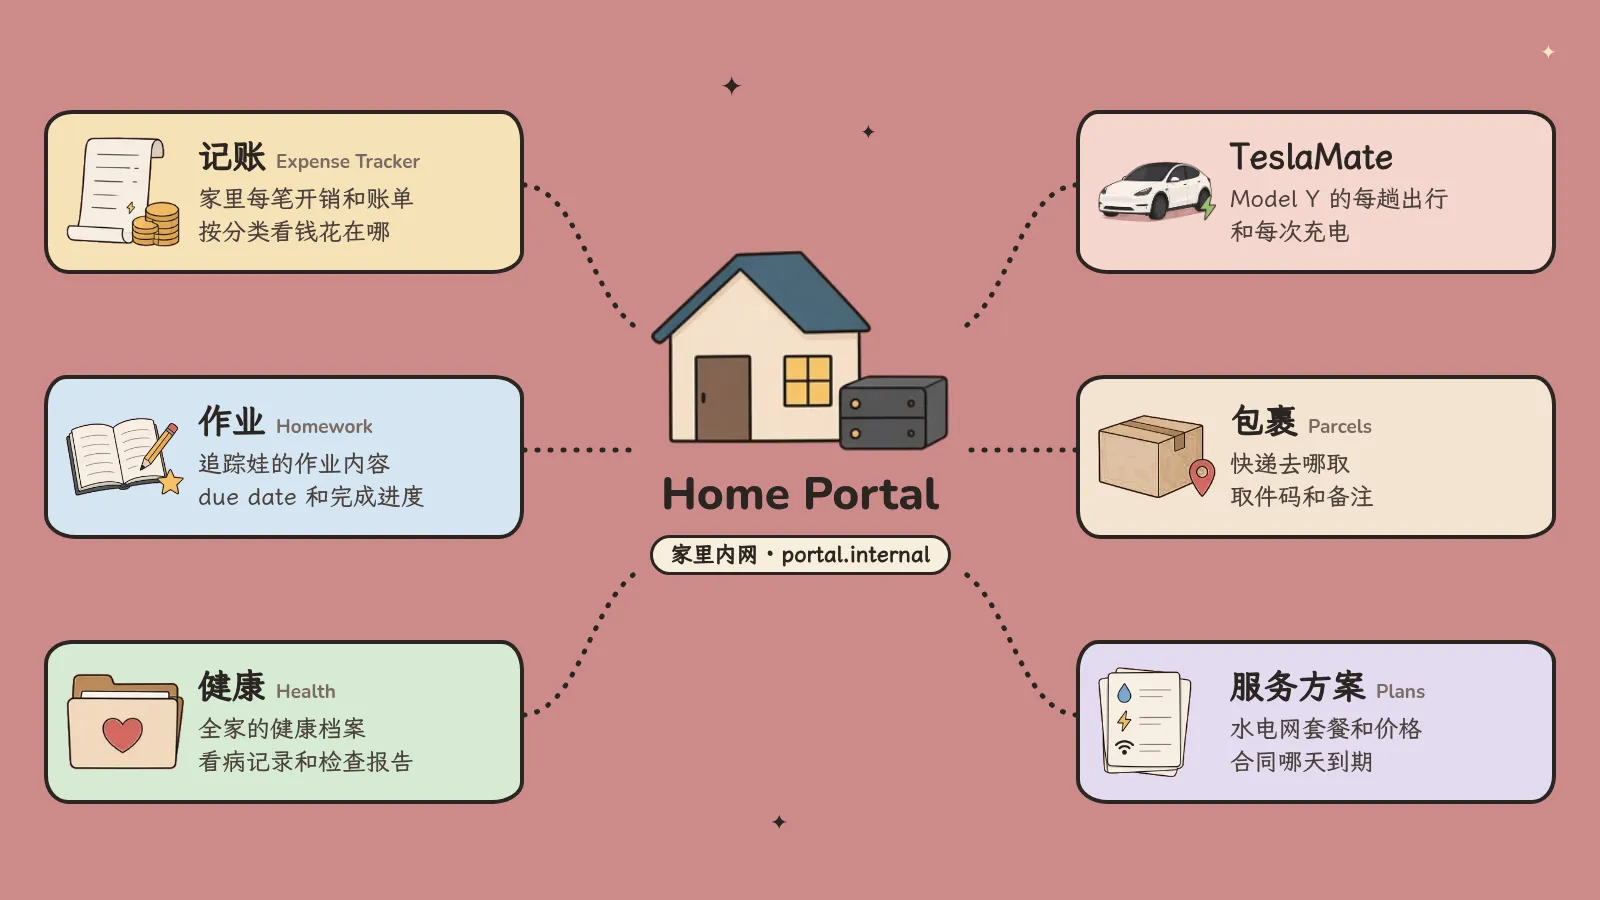 记账 Expense Tracker
家里每笔开销和账单
按分类看钱花在哪
作业 Homework
追踪娃的作业内容
due date 和完成进度
健康 Health
全家的健康档案
看病记录和检查报告
Home Portal
家里内网 · portal.internal
TeslaMate
Model Y 的每趟出行
和每次充电
包裹 Parcels
快递去哪取
取件码和备注
服务方案 Plans
水电网套餐和价格
合同哪天到期